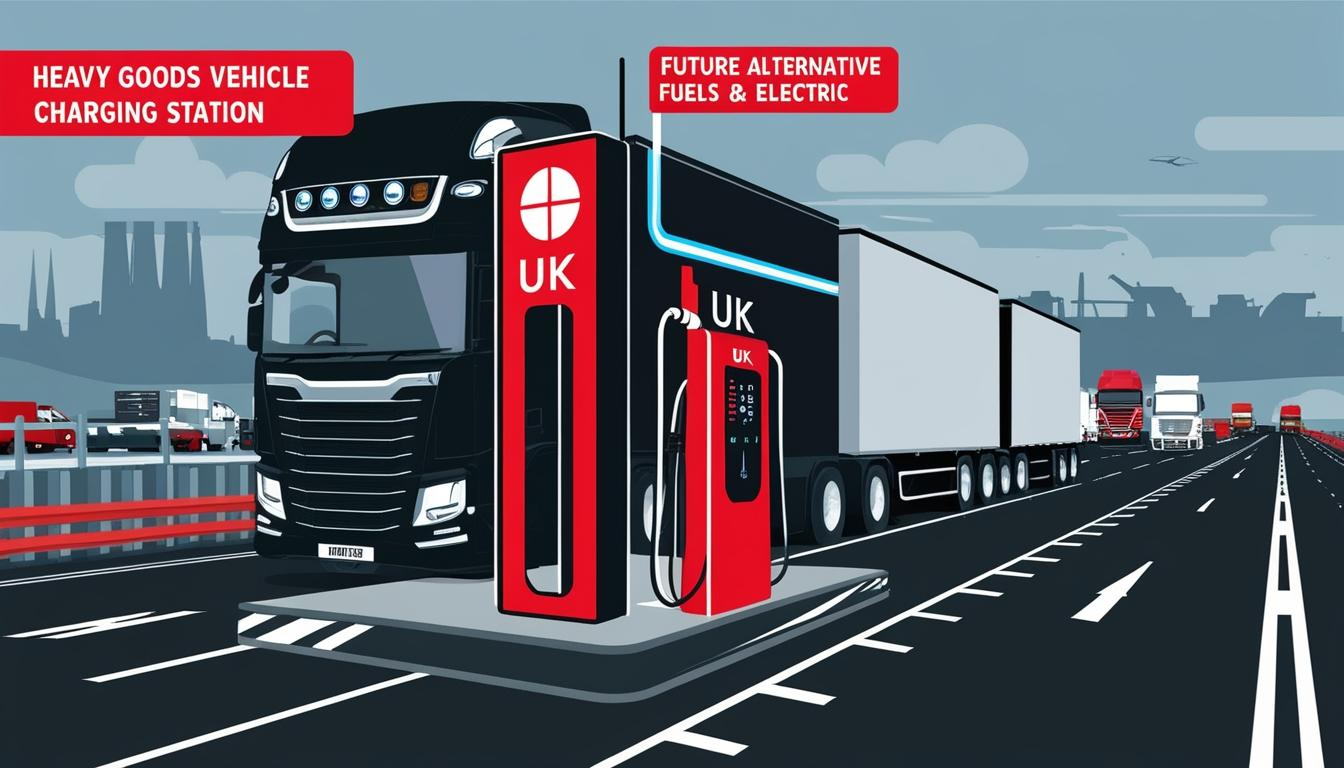 HEAVY GOODS VEHICLE
CHARGING STATION
FUTURE ALTERNATIVE
FUELS & ELECTRIC
UK
UK
UK